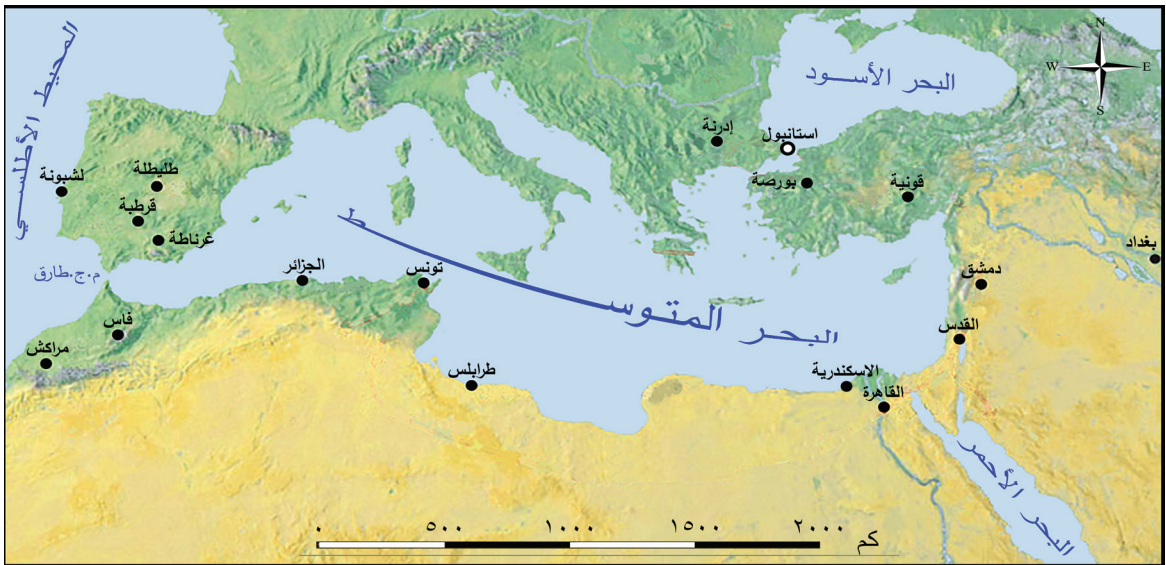 N
W E
S
المحيط الأطلسي
البحر الأسود
إدرنة
استانبول
طليطلة
لشبونة
بورصة
قونية
قرطبة
غرناطة
بغداد
م.ج.طارق
الجزائر
تونس
دمشق
البحر المتوسط
فاس
القدس
مراكش
طرابلس
الاسكندرية
القاهرة
البحر الأحمر
٠ ٥٠٠ ١٠٠٠ ١٥٠٠ ٢٠٠٠ كم